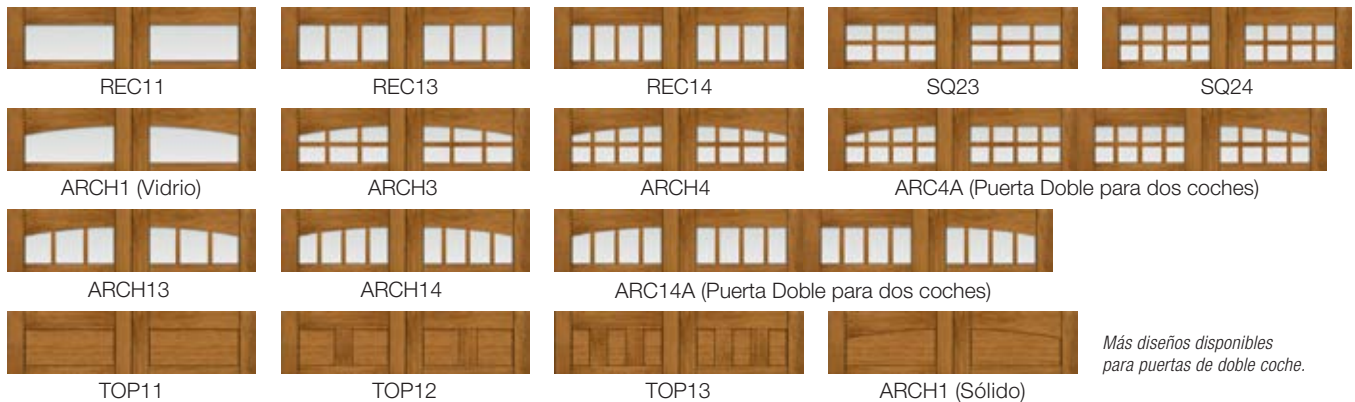 REC11
REC13
REC14
SQ23
SQ24
ARCH1 (Vidrio)
ARCH3
ARCH4
ARC4A (Puerta Doble para dos coches)
ARCH13
ARCH14
ARC14A (Puerta Doble para dos coches)
TOP11
TOP12
TOP13
ARCH1 (Sólido)
Más diseños disponibles
para puertas de doble coche.